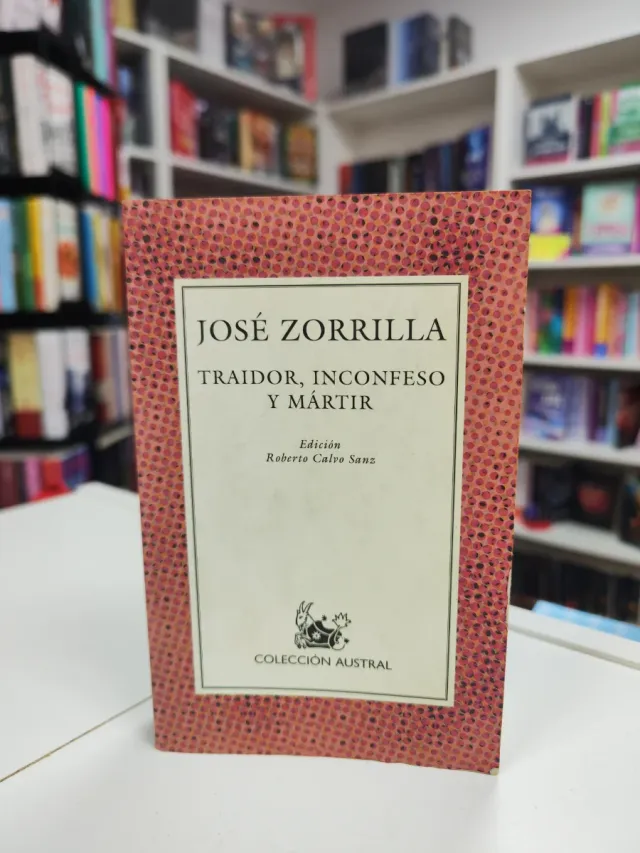 JOSÉ ZORRILLA
TRAIDOR, INCONFESO
Y MÁRTIR
Edición
Roberto Calvo Sanz
COLECCIÓN AUSTRAL